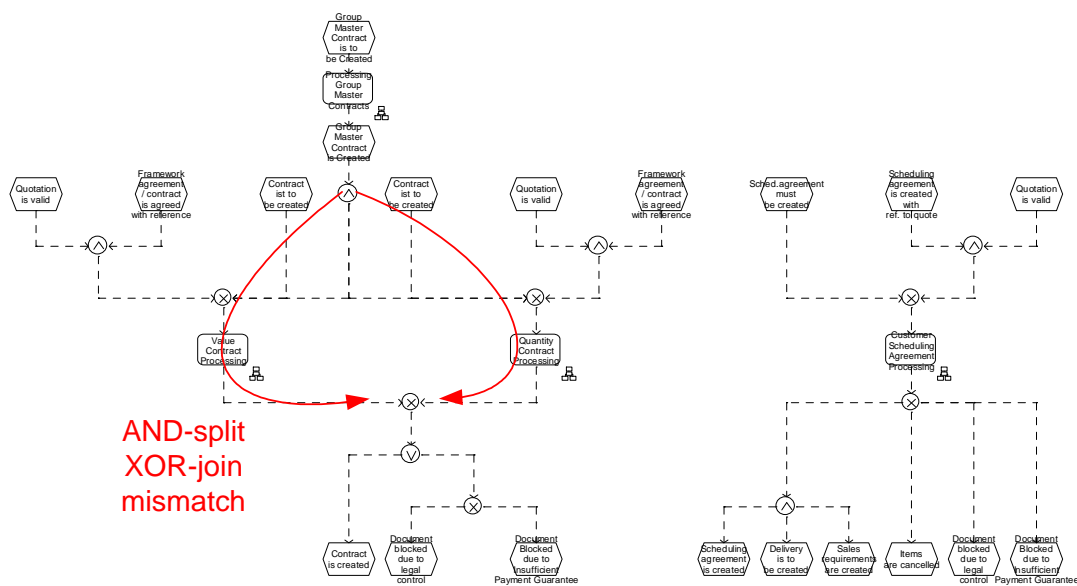 Group
Master
Contract
is to
be Created
Processing
Group
Master
Contracts
Group
Master
Contract
is Created
Quotation
is valid
Framework
agreement
/ contract
is agreed
with reference
Contract
ist to
be created
Contract
ist to
be created
Quotation
is valid
Framework
agreement
/ contract
is agreed
with reference
Sched.agreement
must
be created
Scheduling
agreement
is created
with
ref. to quote
Quotation
is valid
Value
Contract
Processing
Quantity
Contract
Processing
Customer
Scheduling
Agreement
Processing
AND-split
XOR-join
mismatch
Contract
is created
Document
blocked
due to
legal
control
Document
Blocked
due to
Insufficient
Payment Guarantee
Scheduling
agreement
is created
Delivery
is to
be created
Sales
requirements
are created
Items
are cancelled
Document
blocked
due to legal
control
Document
Blocked
due to
Insufficient
Payment Guarantee